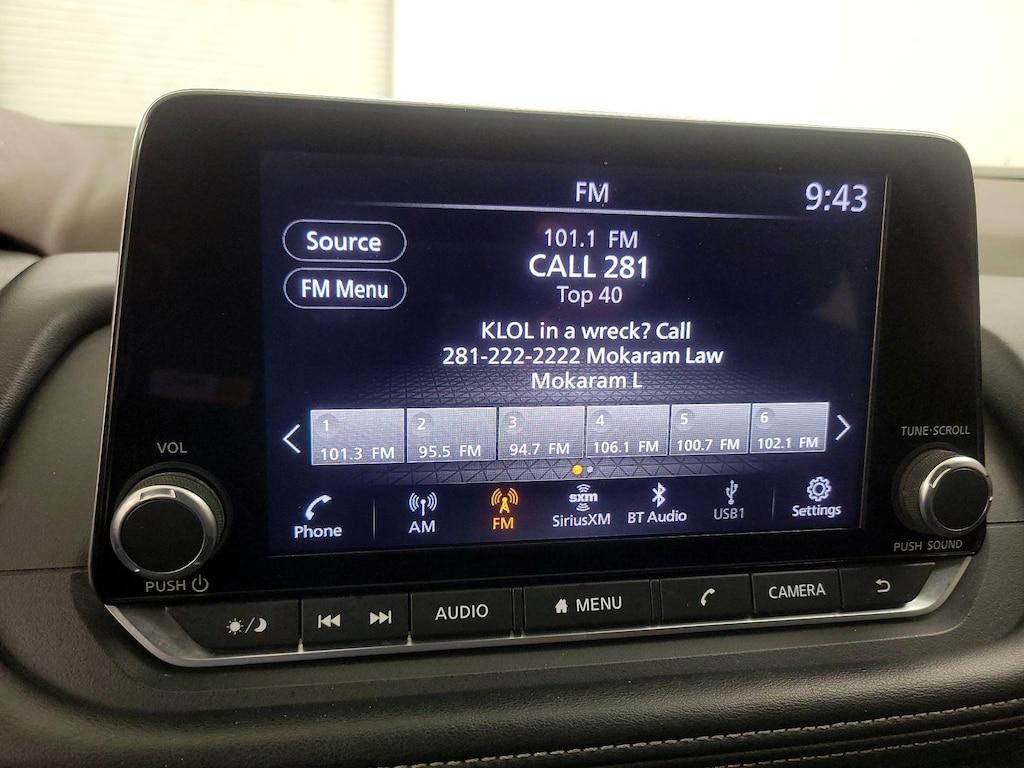 FM
9:43
Source
FM Menu
101.1 FM
CALL 281
Top 40
KLOL in a wreck? Call
281-222-2222 Mokaram Law
Mokaram L
1 2 3 4 5 6
101.3 FM 95.5 FM 94.7 FM 106.1 FM 100.7 FM 102.1 FM
Phone AM FM sxm SiriusXM BT Audio USB1 Settings
VOL
PUSH
TUNE·SCROLL
PUSH SOUND
AUDIO MENU CAMERA